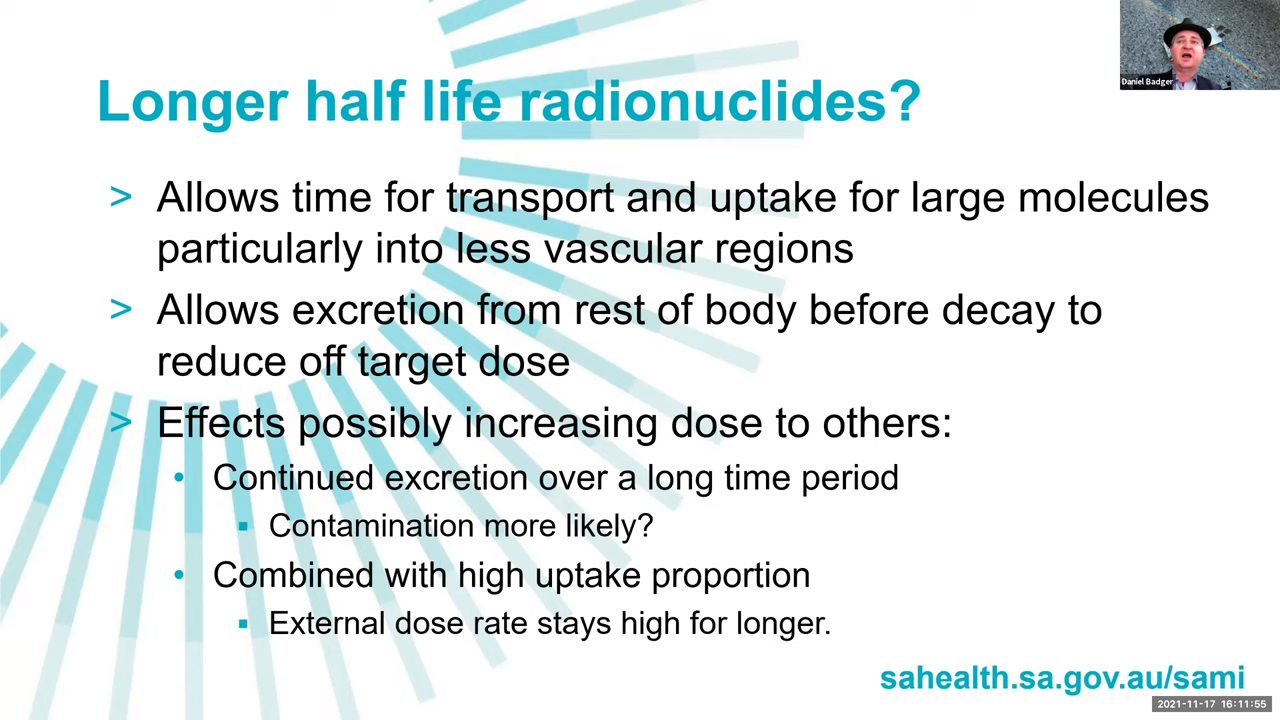 Daniel Badger
Longer half life radionuclides?
> Allows time for transport and uptake for large molecules
particularly into less vascular regions
> Allows excretion from rest of body before decay to
reduce off target dose
> Effects possibly increasing dose to others:
• Continued excretion over a long time period
▪ Contamination more likely?
• Combined with high uptake proportion
▪ External dose rate stays high for longer.
sahealth.sa.gov.au/sami
2021-11-17 16:11:55